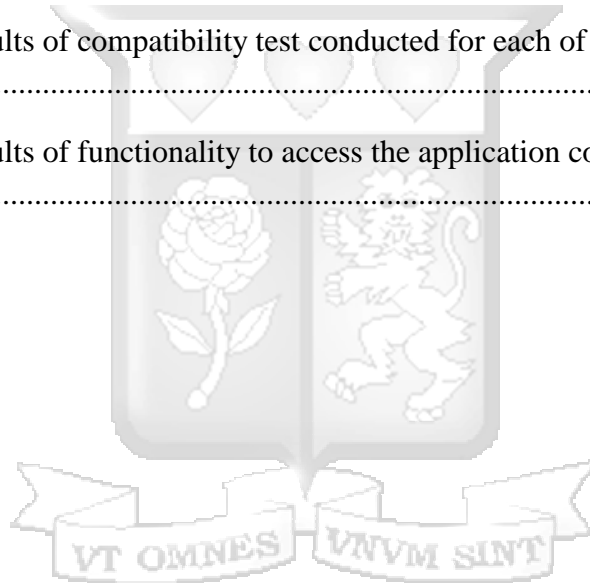 ults of compatibility test conducted for each of
................................................................................
ults of functionality to access the application co
................................................................................
VT OMNES VNVM SINT